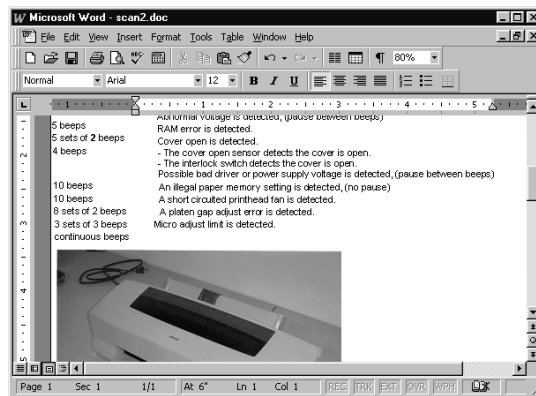 Microsoft Word - scan2.doc
File Edit View Insert Format Tools Table Window Help
80%
Normal Arial 12 B I U
1 1 2 3 4 5
Abnormal voltage is detected, (pause between beeps)
5 beeps RAM error is detected.
5 sets of 2 beeps Cover open is detected.
4 beeps - The cover open sensor detects the cover is open.
- The interlock switch detects the cover is open.
Possible bad driver or power supply voltage is detected, (pause between beeps)
10 beeps An illegal paper memory setting is detected, (no pause)
10 beeps A short circuited printhead fan is detected.
8 sets of 2 beeps A platen gap adjust error is detected.
3 sets of 3 beeps Micro adjust limit is detected.
continuous beeps
Page 1 Sec 1 1/1 At 6" Ln 1 Col 1 REC TRK EXT OVR WPH